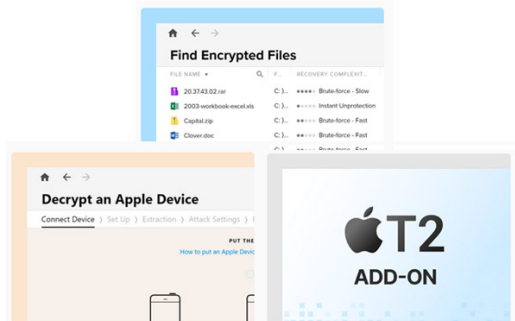 Find Encrypted Files
FILE NAME F... RECOVERY COMPLEXIT...
20.37.43.02.rar C: )... Brute-force - Slow
2003-workbook-excel.xls C: )... Instant Unprotection
Capital.zip C: )... Brute-force - Fast
Clover.doc C: )... Brute-force - Fast
Decrypt an Apple Device
Connect Device ) Set Up ) Extraction ) Attack Settings )
PUT THE
How to put an Apple Devic
T2
ADD-ON